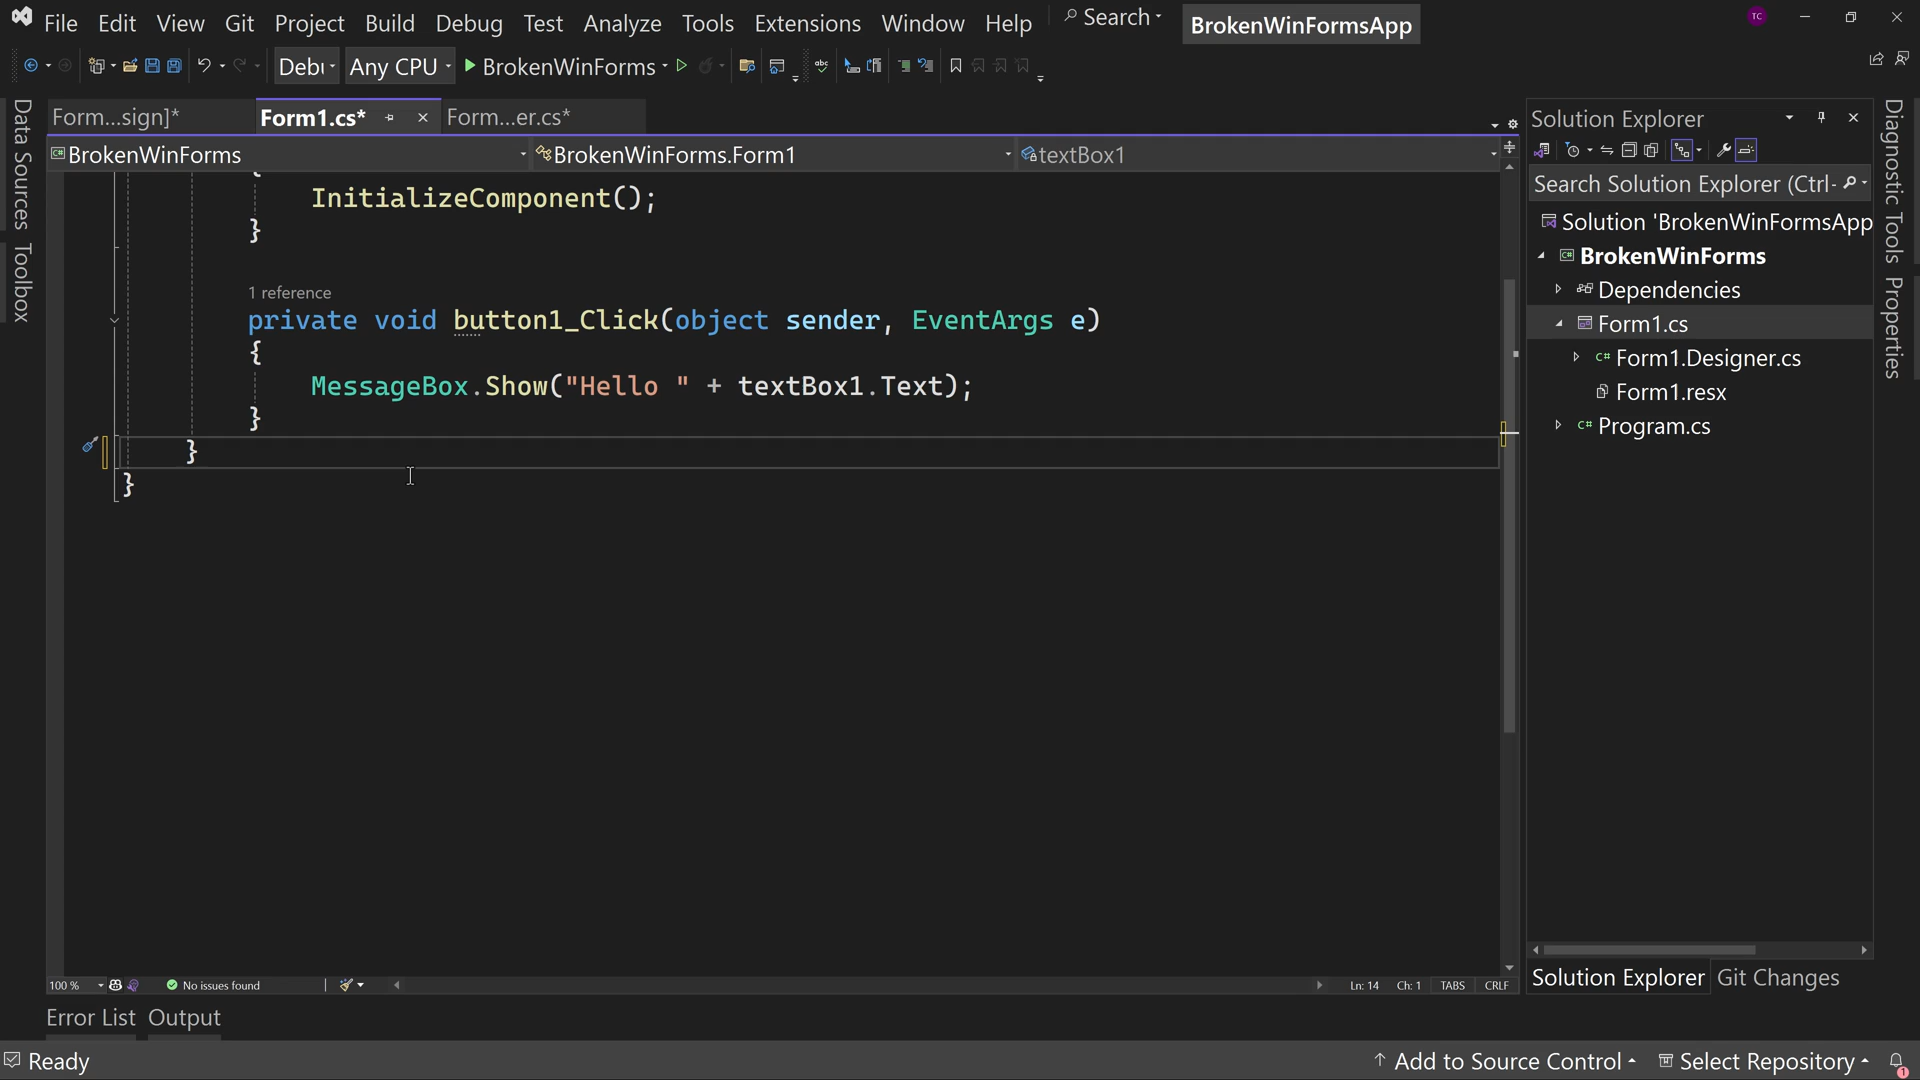 File Edit View Git Project Build Debug Test Analyze Tools Extensions Window Help Search BrokenWinFormsApp TC
Any CPU BrokenWinForms
Form...sign]* Form1.cs* Form...er.cs*
BrokenWinForms BrokenWinForms.Form1 textBox1
InitializeComponent();
}
1 reference
private void button1_Click(object sender, EventArgs e)
{
MessageBox.Show("Hello " + textBox1.Text);
}
}
}
100 % No issues found Ln: 14 Ch: 1 TABS CRLF
Data Sources
Toolbox
Solution Explorer
Search Solution Explorer (Ctrl-
Solution 'BrokenWinFormsApp
BrokenWinForms
Dependencies
Form1.cs
Form1.Designer.cs
Form1.resx
Program.cs
Solution Explorer Git Changes
Diagnostic Tools
Properties
Error List Output
Ready Add to Source Control Select Repository 1